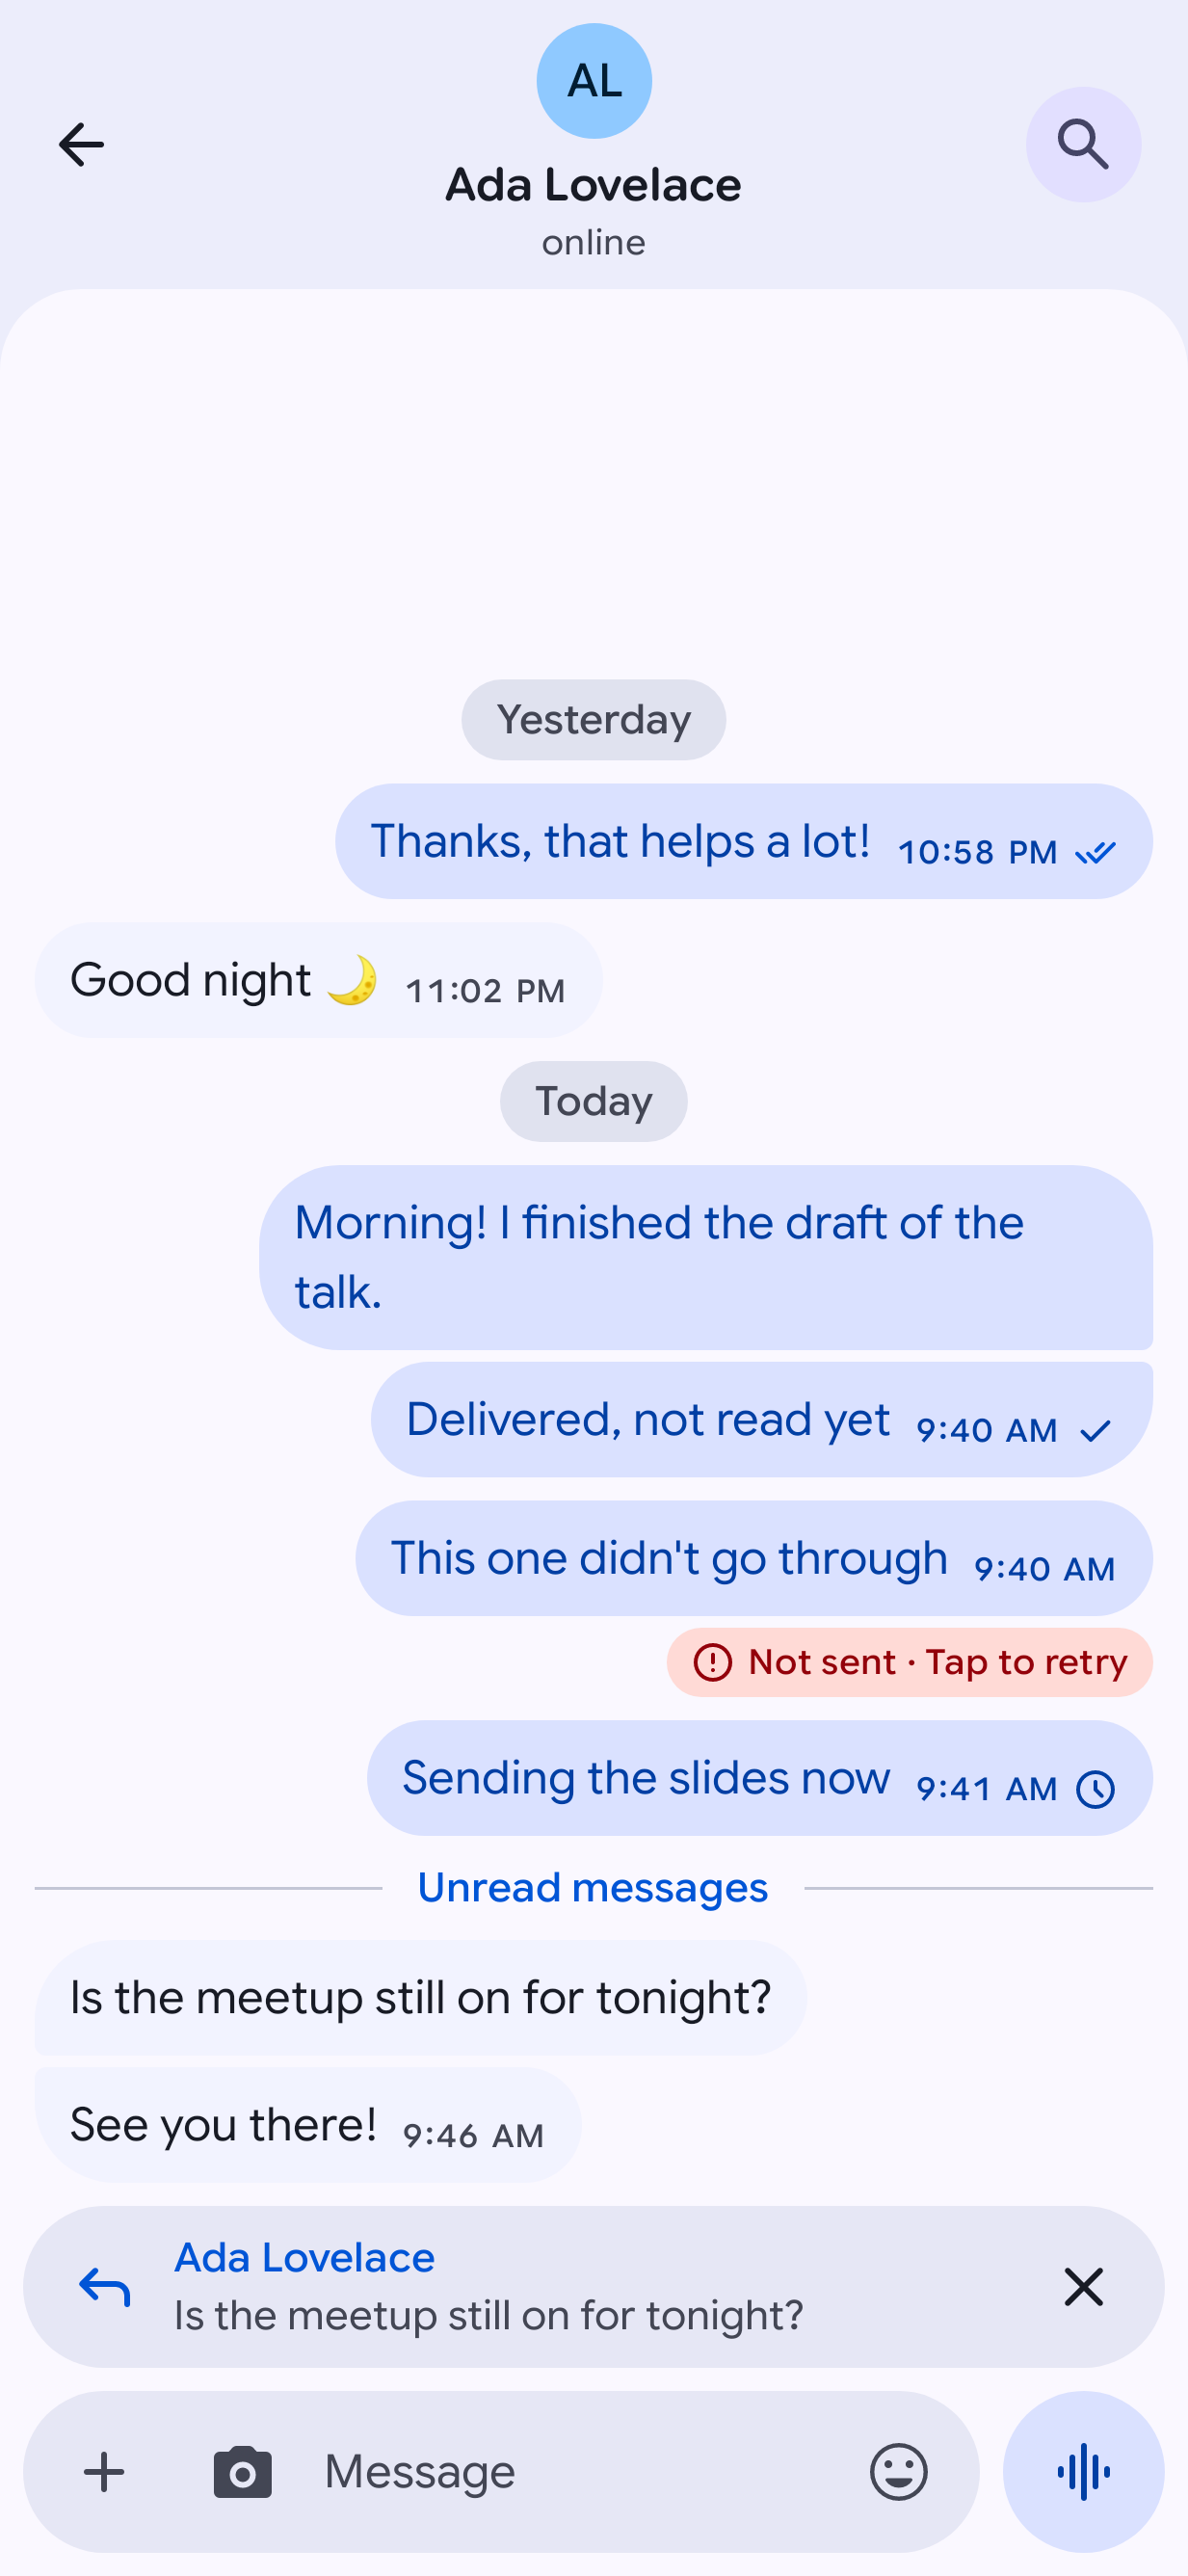 AL
Ada Lovelace
online
Yesterday
Thanks, that helps a lot! 10:58 PM
Good night 🌙 11:02 PM
Today
Morning! I finished the draft of the
talk.
Delivered, not read yet 9:40 AM
This one didn't go through 9:40 AM
Not sent · Tap to retry
Sending the slides now 9:41 AM
Unread messages
Is the meetup still on for tonight?
See you there! 9:46 AM
Ada Lovelace
Is the meetup still on for tonight?
Message